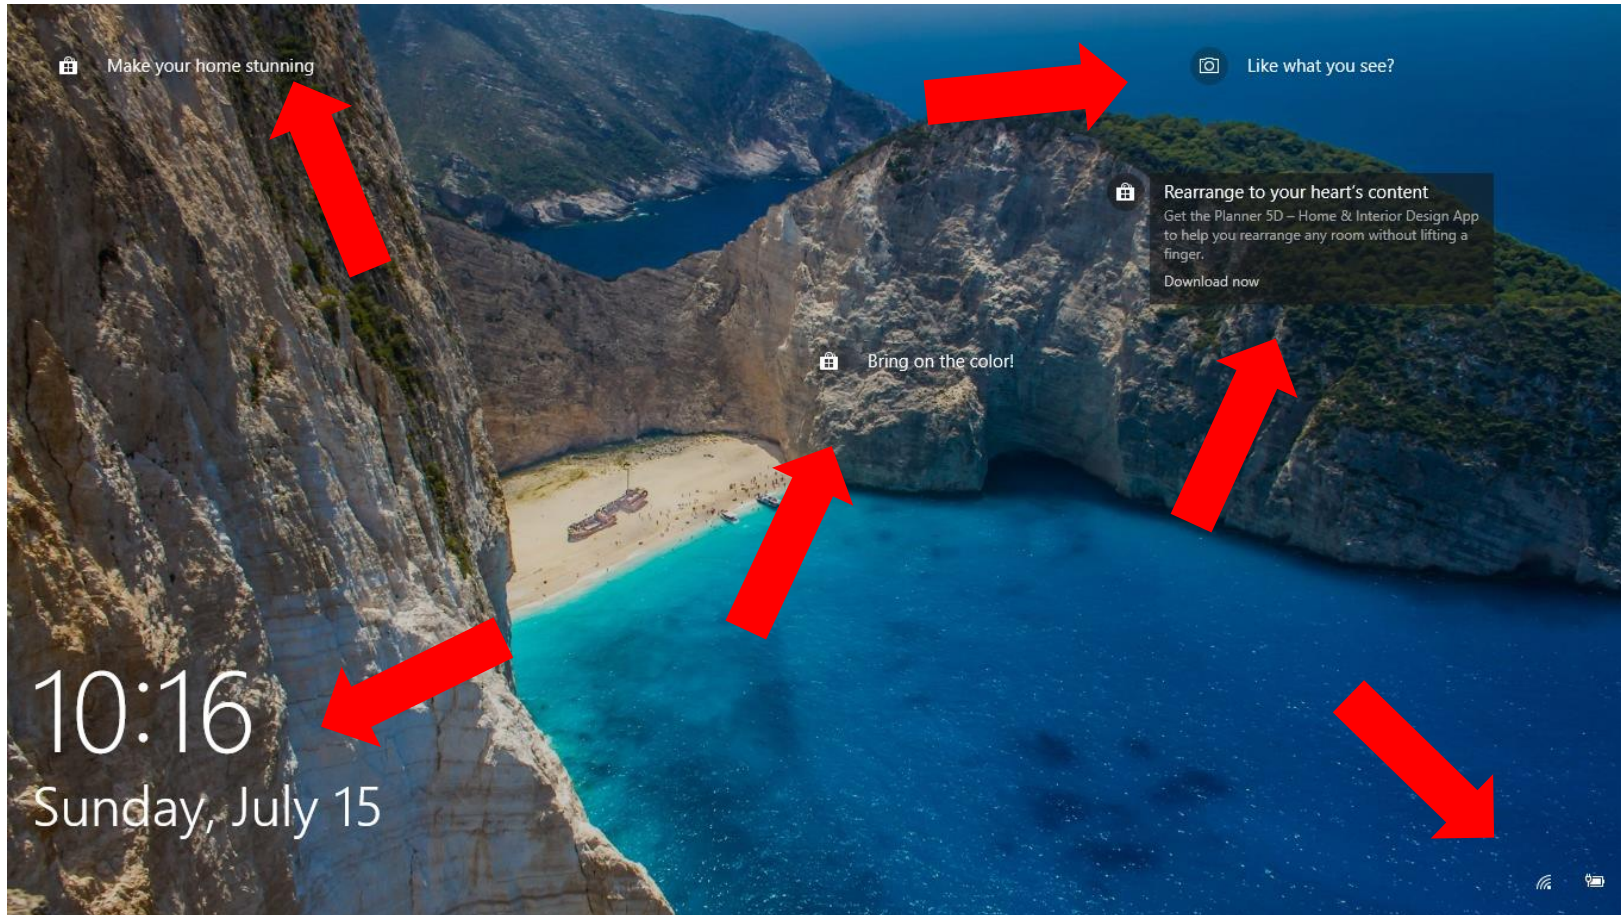 Make your home stunning
Like what you see?
Rearrange to your heart's content
Get the Planner 5D – Home & Interior Design App
to help you rearrange any room without lifting a
finger.
Download now
Bring on the color!
10:16
Sunday, July 15